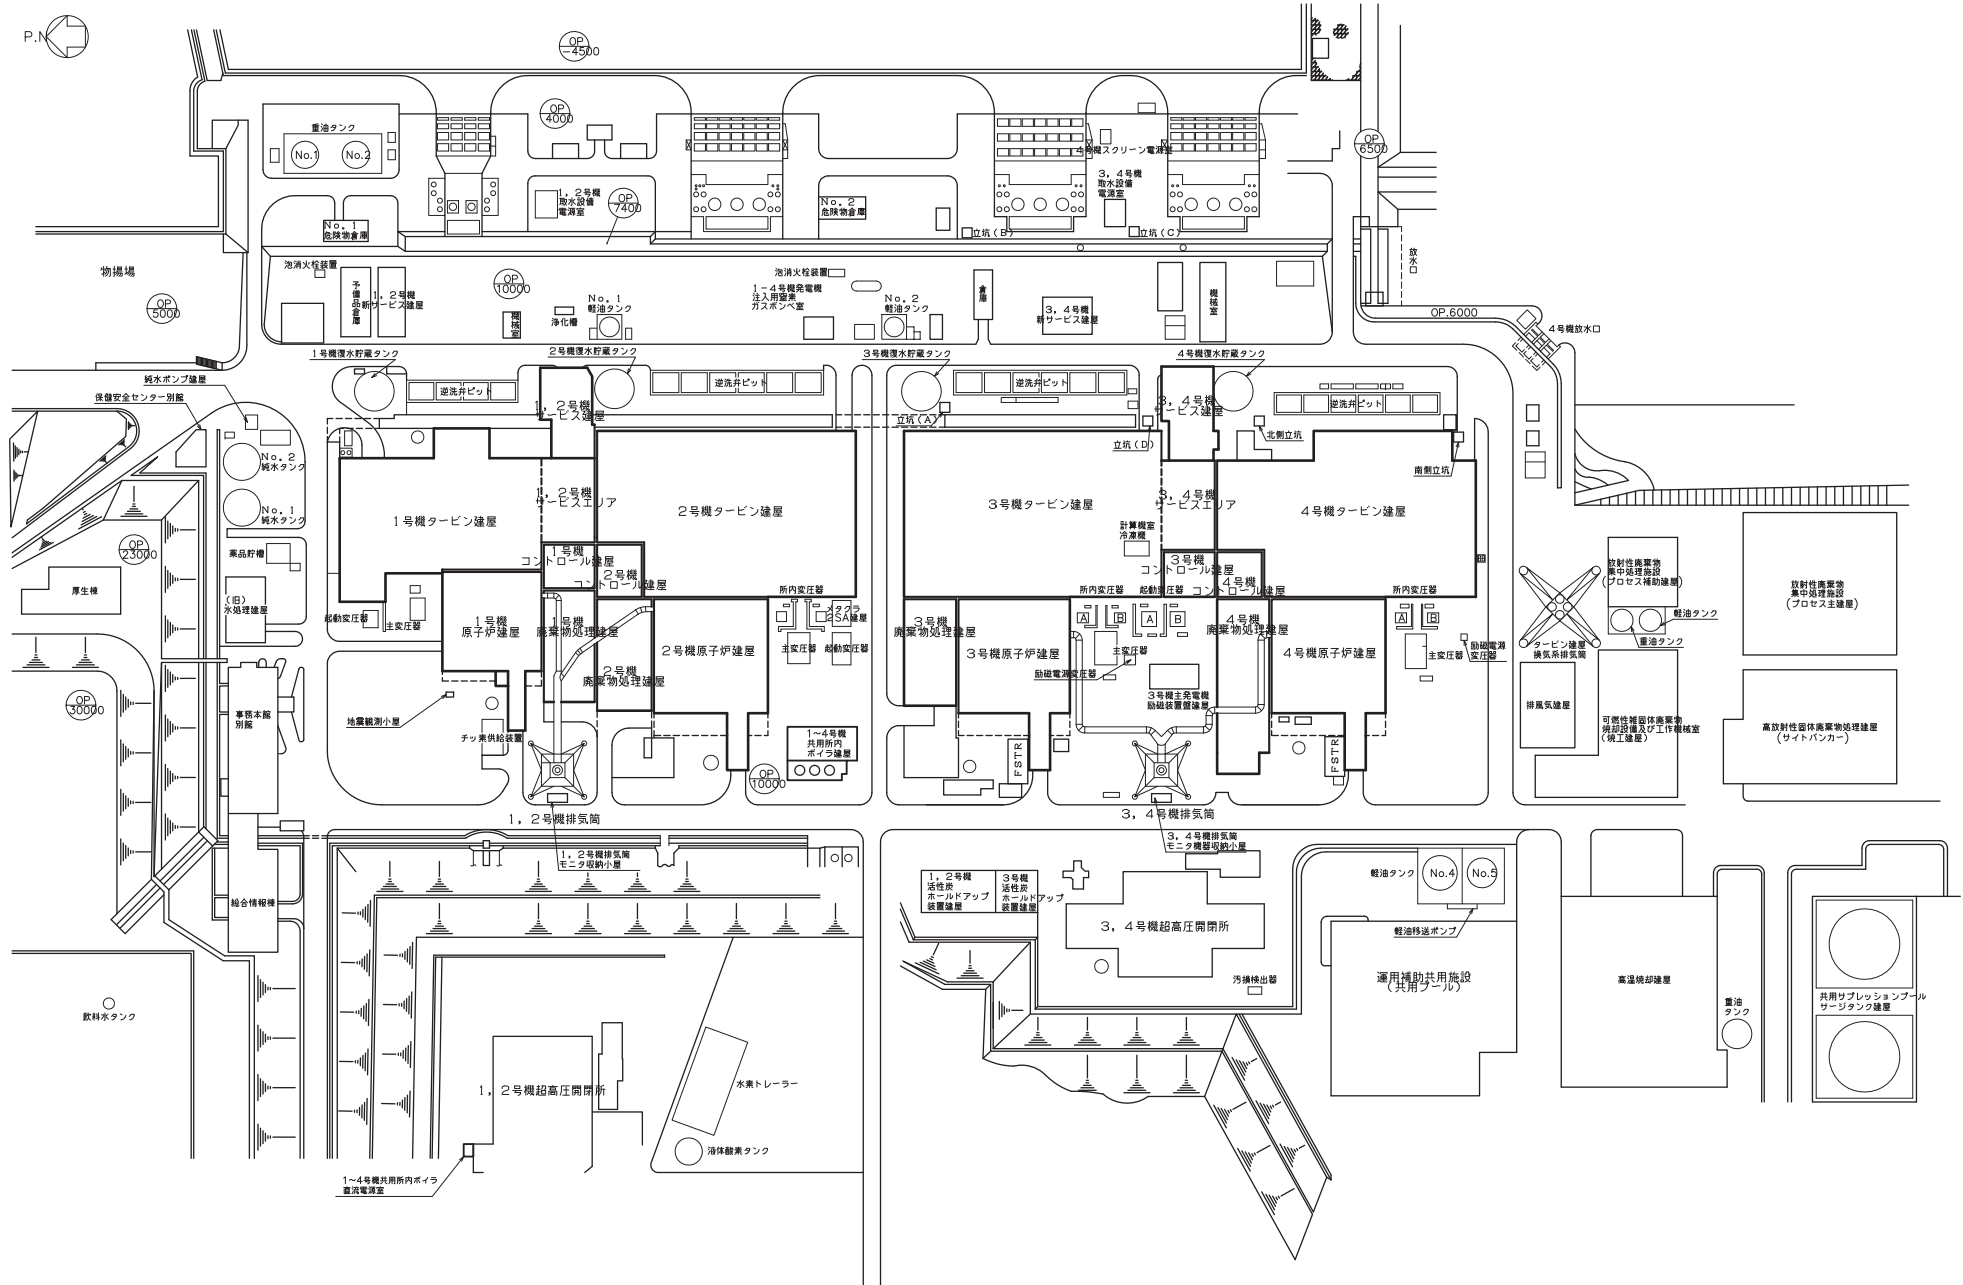 P.N
OP
-4500
OP
4000
重油タンク
No.1
No.2
OP
6500
4号機スクリーン電源室
3,4号機
取水設備
電源室
1,2号機
取水設備
電源室
OP
7400
No.2
危険物倉庫
No.1
危険物倉庫
立坑(B)
立坑(C)
放水口
物揚場
OP
5000
泡消火栓装置
予備品倉庫
1,2号機
新サービス建屋
OP
10000
機械室
浄化槽
No.1
軽油タンク
泡消火栓装置
1-4号機発電機
注入用窒素
ガスボンベ室
No.2
軽油タンク
倉庫
3,4号機
新サービス建屋
機械室
OP.6000
4号機放水口
1号機復水貯蔵タンク
2号機復水貯蔵タンク
3号機復水貯蔵タンク
4号機復水貯蔵タンク
純水ポンプ建屋
保健安全センター別館
逆洗弁ピット
逆洗弁ピット
逆洗弁ピット
逆洗弁ピット
1,2号機
サービス建屋
3,4号機
サービス建屋
立坑(A)
立坑(D)
北側立坑
南側立坑
No.2
純水タンク
No.1
純水タンク
1号機タービン建屋
1,2号機
サービスエリア
2号機タービン建屋
3号機タービン建屋
3,4号機
サービスエリア
4号機タービン建屋
計算機室
冷凍機
OP
23000
薬品貯槽
厚生棟
(旧)
水処理建屋
1号機
コントロール建屋
2号機
コントロール建屋
3号機
コントロール建屋
4号機
コントロール建屋
起動変圧器
主変圧器
1号機
原子炉建屋
1号機
廃棄物処理建屋
2号機
廃棄物処理建屋
2号機原子炉建屋
所内変圧器
メタクラ
2SA建屋
主変圧器
起動変圧器
3号機
廃棄物処理建屋
3号機原子炉建屋
所内変圧器
起動変圧器
A
B
A
B
主変圧器
励磁電源変圧器
3号機主発電機
励磁装置盤建屋
4号機
廃棄物処理建屋
4号機原子炉建屋
所内変圧器
A
B
主変圧器
励磁電源
変圧器
タービン建屋
換気系排気筒
放射性廃棄物
集中処理施設
(プロセス補助建屋)
軽油タンク
重油タンク
放射性廃棄物
集中処理施設
(プロセス主建屋)
排風気建屋
可燃性雑固体廃棄物
焼却設備及び工作機械室
(焼工建屋)
高放射性固体廃棄物処理建屋
(サイトバンカー)
OP
30000
事務本館
別館
地震観測小屋
チッ素供給装置
1~4号機
共用所内
ボイラ建屋
OP
10000
FSTR
FSTR
1,2号機排気筒
3,4号機排気筒
1,2号機排気筒
モニタ収納小屋
3,4号機排気筒
モニタ機器収納小屋
総合情報棟
1,2号機
活性炭
ホールドアップ
装置建屋
3号機
活性炭
ホールドアップ
装置建屋
3,4号機超高圧開閉所
汚損検出器
軽油タンク
No.4
No.5
軽油移送ポンプ
運用補助共用施設
(共用プール)
高温焼却建屋
重油
タンク
共用サプレッションプール
サージタンク建屋
飲料水タンク
1,2号機超高圧開閉所
水素トレーラー
液体酸素タンク
1~4号機共用所内ボイラ
直流電源室